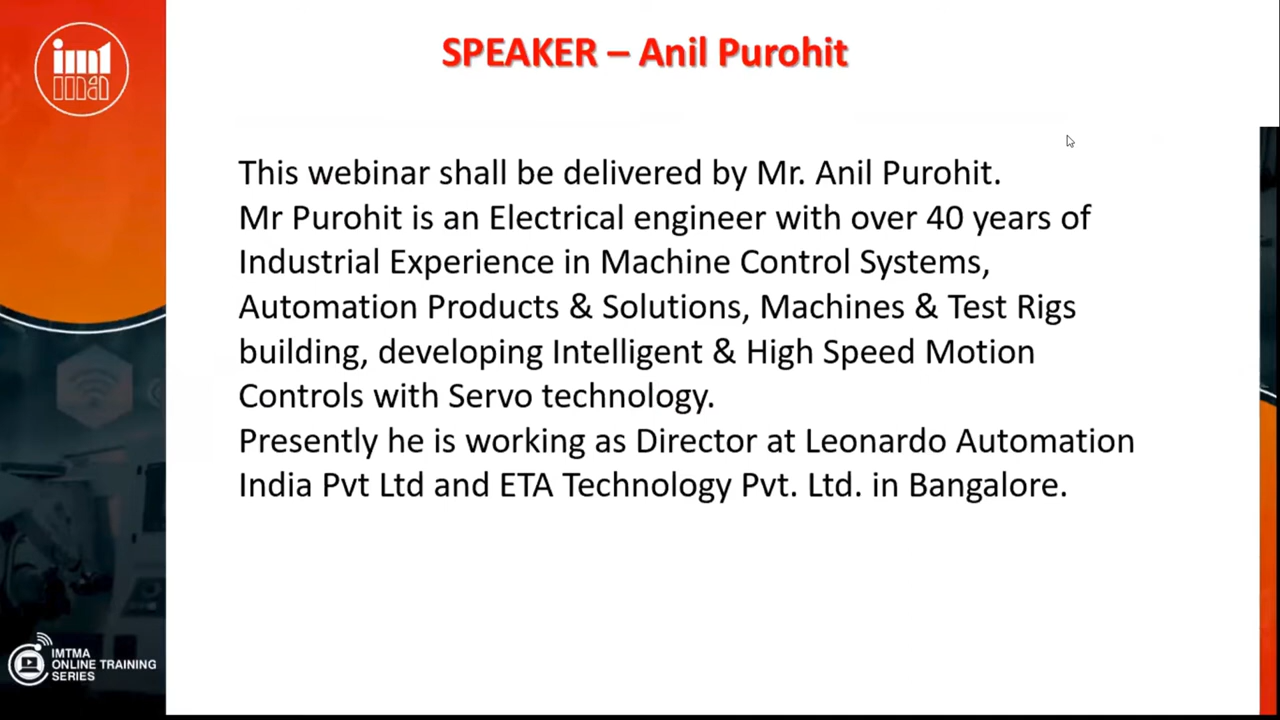 SPEAKER – Anil Purohit
This webinar shall be delivered by Mr. Anil Purohit.
Mr Purohit is an Electrical engineer with over 40 years of
Industrial Experience in Machine Control Systems,
Automation Products & Solutions, Machines & Test Rigs
building, developing Intelligent & High Speed Motion
Controls with Servo technology.
Presently he is working as Director at Leonardo Automation
India Pvt Ltd and ETA Technology Pvt. Ltd. in Bangalore.
IMTMA
ONLINE TRAINING
SERIES